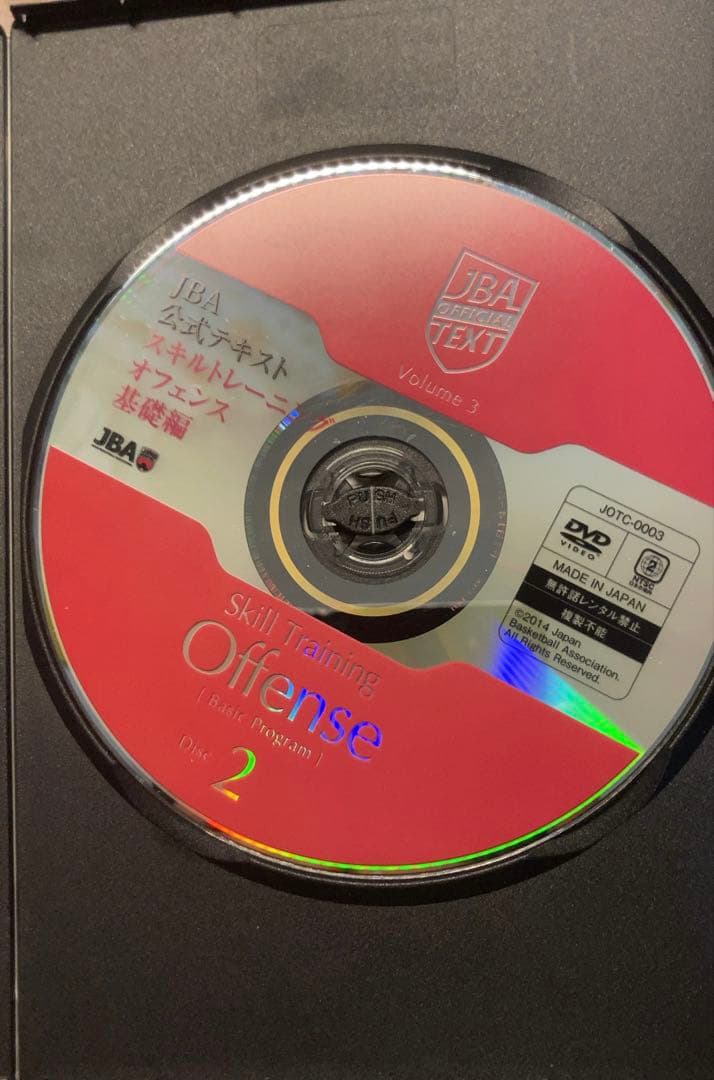 JBA
OFFICIAL
TEXT
Volume 3
JBA
公式テキスト
スキルトレーニング
オフェンス
基礎編
JBA
PUSH
PUSH
JOTC-0003
DVD
VIDEO
2
NTSC
MADE IN JAPAN
無許諾レンタル禁止
複製不能
©2014 Japan
Basketball Association.
All Rights Reserved.
Skill Training
Offense
[ Basic Program ]
Disc 2